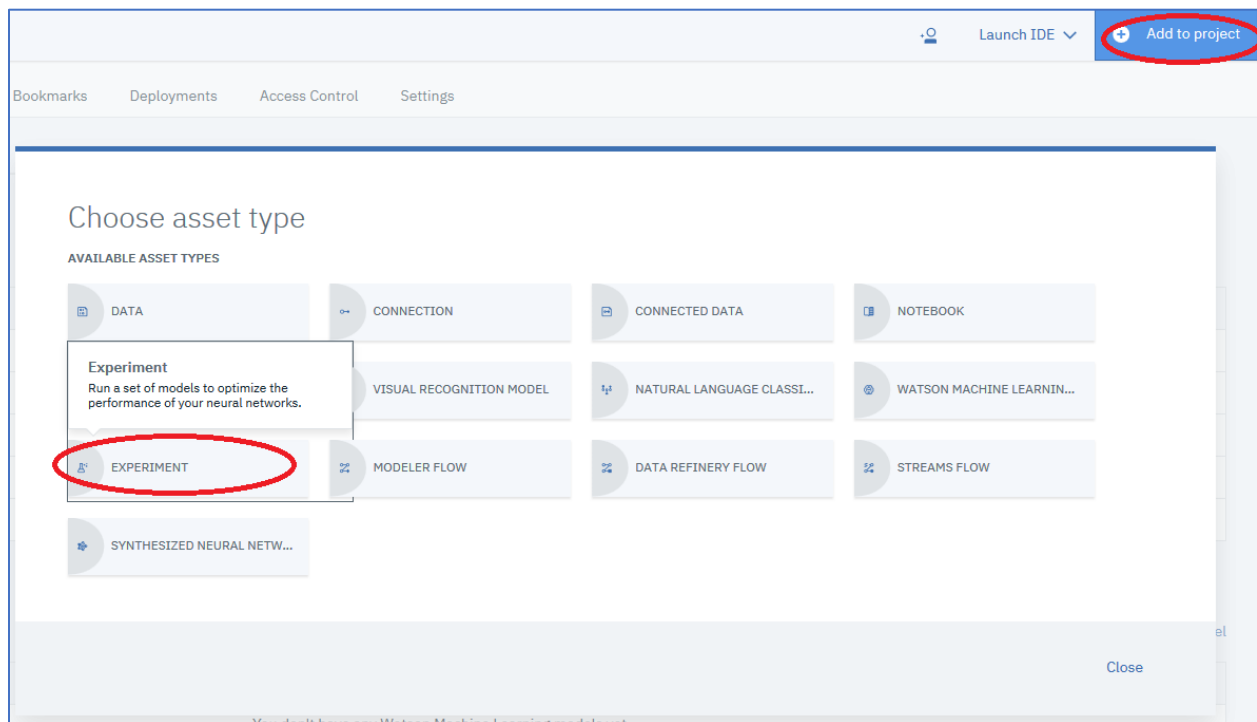 Launch IDE
Add to project
Bookmarks Deployments Access Control Settings
Choose asset type
AVAILABLE ASSET TYPES
DATA
CONNECTION
CONNECTED DATA
NOTEBOOK
Experiment
Run a set of models to optimize the
performance of your neural networks.
VISUAL RECOGNITION MODEL
NATURAL LANGUAGE CLASSI...
WATSON MACHINE LEARNIN...
EXPERIMENT
MODELER FLOW
DATA REFINERY FLOW
STREAMS FLOW
SYNTHESIZED NEURAL NETW...
el
Close